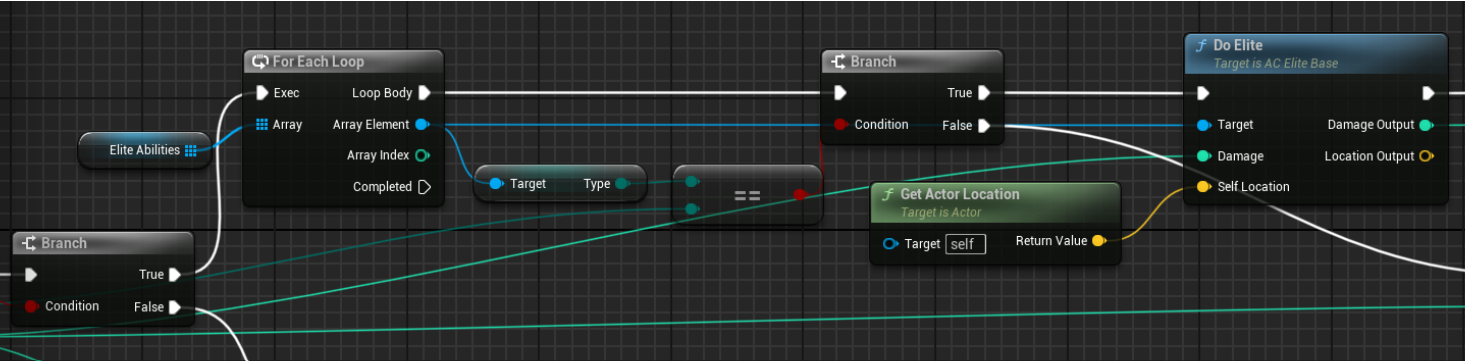 For Each Loop
Exec Loop Body
Array Array Element
Array Index
Completed
Elite Abilities
Branch
True
Condition False
Target Type
==
Branch
True
Condition False
Get Actor Location
Target is Actor
Target self Return Value
Do Elite
Target is AC Elite Base
Target Damage Output
Damage Location Output
Self Location